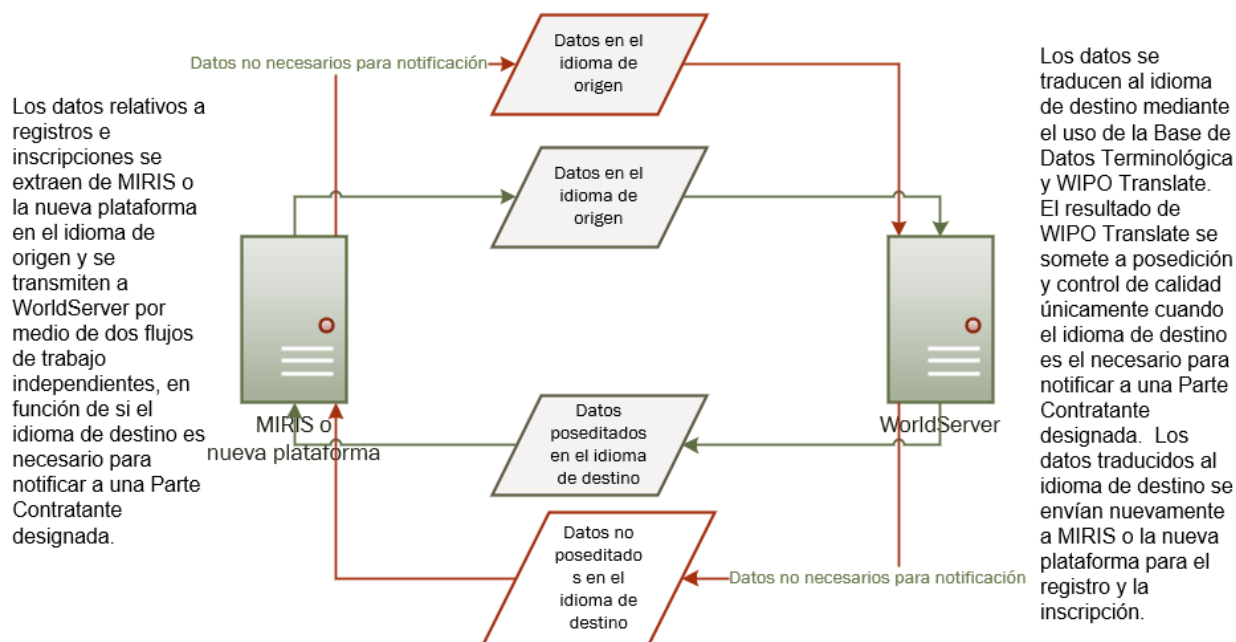 Los datos relativos a
registros e
inscripciones se
extraen de MIRIS o
la nueva plataforma
en el idioma de
origen y se
transmiten a
WorldServer por
medio de dos flujos
de trabajo
independientes, en
función de si el
idioma de destino es
necesario para
notificar a una Parte
Contratante
designada.
Datos no necesarios para notificación
Datos en el
idioma de
origen
Datos en el
idioma de
origen
MIRIS o
nueva plataforma
WorldServer
Datos
poseditados
en el idioma
de destino
Datos no
poseditado
s en el
idioma de
destino
Datos no necesarios para notificación
Los datos se
traducen al idioma
de destino mediante
el uso de la Base de
Datos Terminológica
y WIPO Translate.
El resultado de
WIPO Translate se
somete a posedición
y control de calidad
únicamente cuando
el idioma de destino
es el necesario para
notificar a una Parte
Contratante
designada.  Los
datos traducidos al
idioma de destino se
envían nuevamente
a MIRIS o la nueva
plataforma para el
registro y la
inscripción.